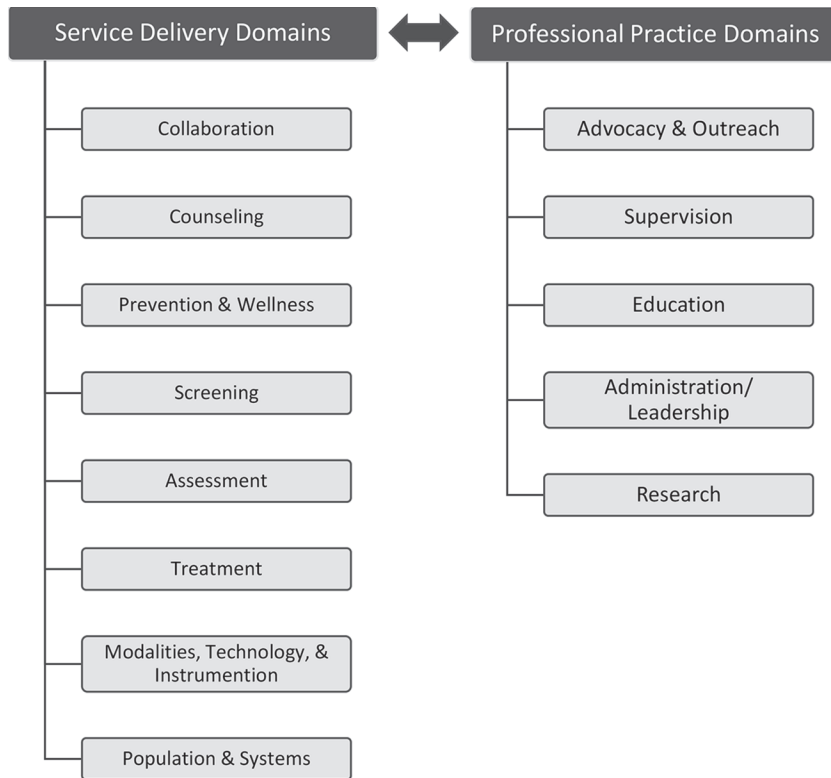 Service Delivery Domains
Collaboration
Counseling
Prevention & Wellness
Screening
Assessment
Treatment
Modalities, Technology, &
Instrumention
Population & Systems
Professional Practice Domains
Advocacy & Outreach
Supervision
Education
Administration/
Leadership
Research